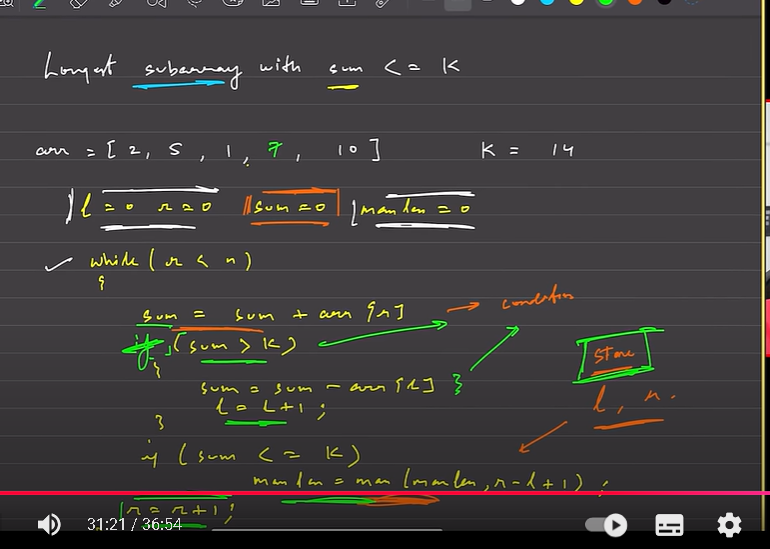 Longest subarray with sum <= K
arr = [ 2, 5, 1, 7, 10 ] K = 14
l = 0 r = 0 sum = 0 maxlen = 0
while ( r < n )
{
sum = sum + arr[r] → condition
if (sum > K)
{
Store
sum = sum - arr[l] }
l = l+1 ;
l, r.
}
if (sum <= K)
maxlen = max (maxlen, r-l+1) ;
r = r+1;
31:21 / 36:54